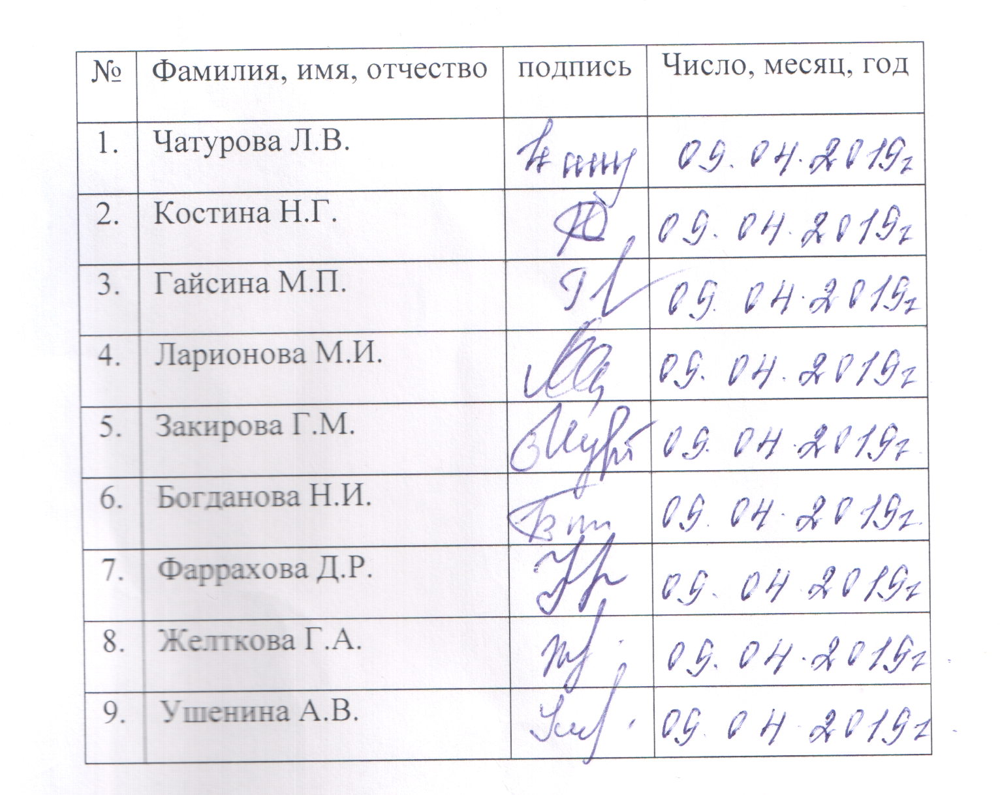 № Фамилия, имя, отчество подпись Число, месяц, год
1. Чатурова Л.В. 09.04.2019г
2. Костина Н.Г. 09.04.2019г
3. Гайсина М.П. 09.04.2019г
4. Ларионова М.И. 09.04.2019г
5. Закирова Г.М. 09.04.2019г
6. Богданова Н.И. 09.04.2019г
7. Фаррахова Д.Р. 09.04.2019г
8. Желткова Г.А. 09.04.2019г
9. Ушенина А.В. 09.04.2019г